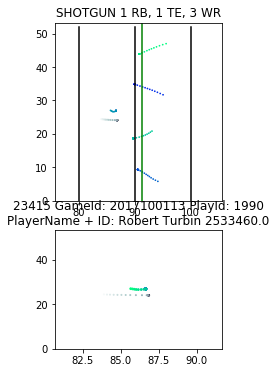 SHOTGUN 1 RB, 1 TE, 3 WR
50
40
30
20
10
0
80 90 100
23415 GameId: 2017100113 PlayId: 1990
PlayerName + ID: Robert Turbin 2533460.0
40
20
0
82.5 85.0 87.5 90.0